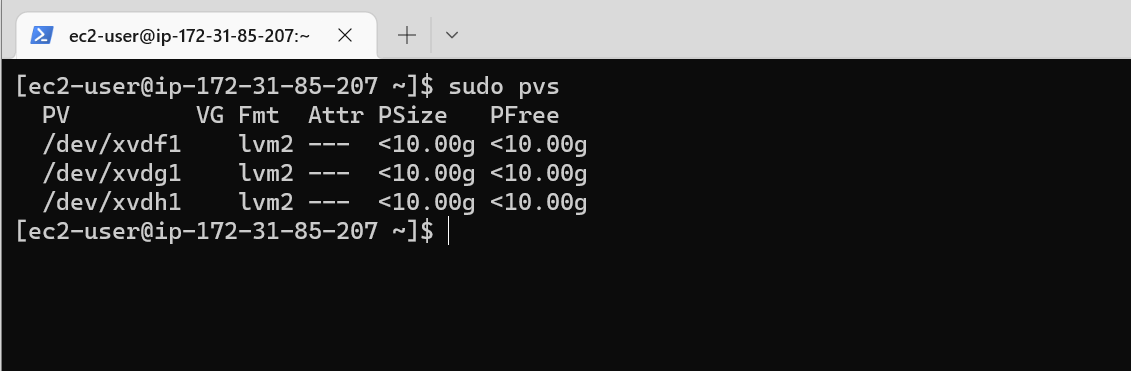 ec2-user@ip-172-31-85-207:~
[ec2-user@ip-172-31-85-207 ~]$ sudo pvs
  PV         VG Fmt  Attr PSize   PFree
  /dev/xvdf1    lvm2 ---  <10.00g <10.00g
  /dev/xvdg1    lvm2 ---  <10.00g <10.00g
  /dev/xvdh1    lvm2 ---  <10.00g <10.00g
[ec2-user@ip-172-31-85-207 ~]$